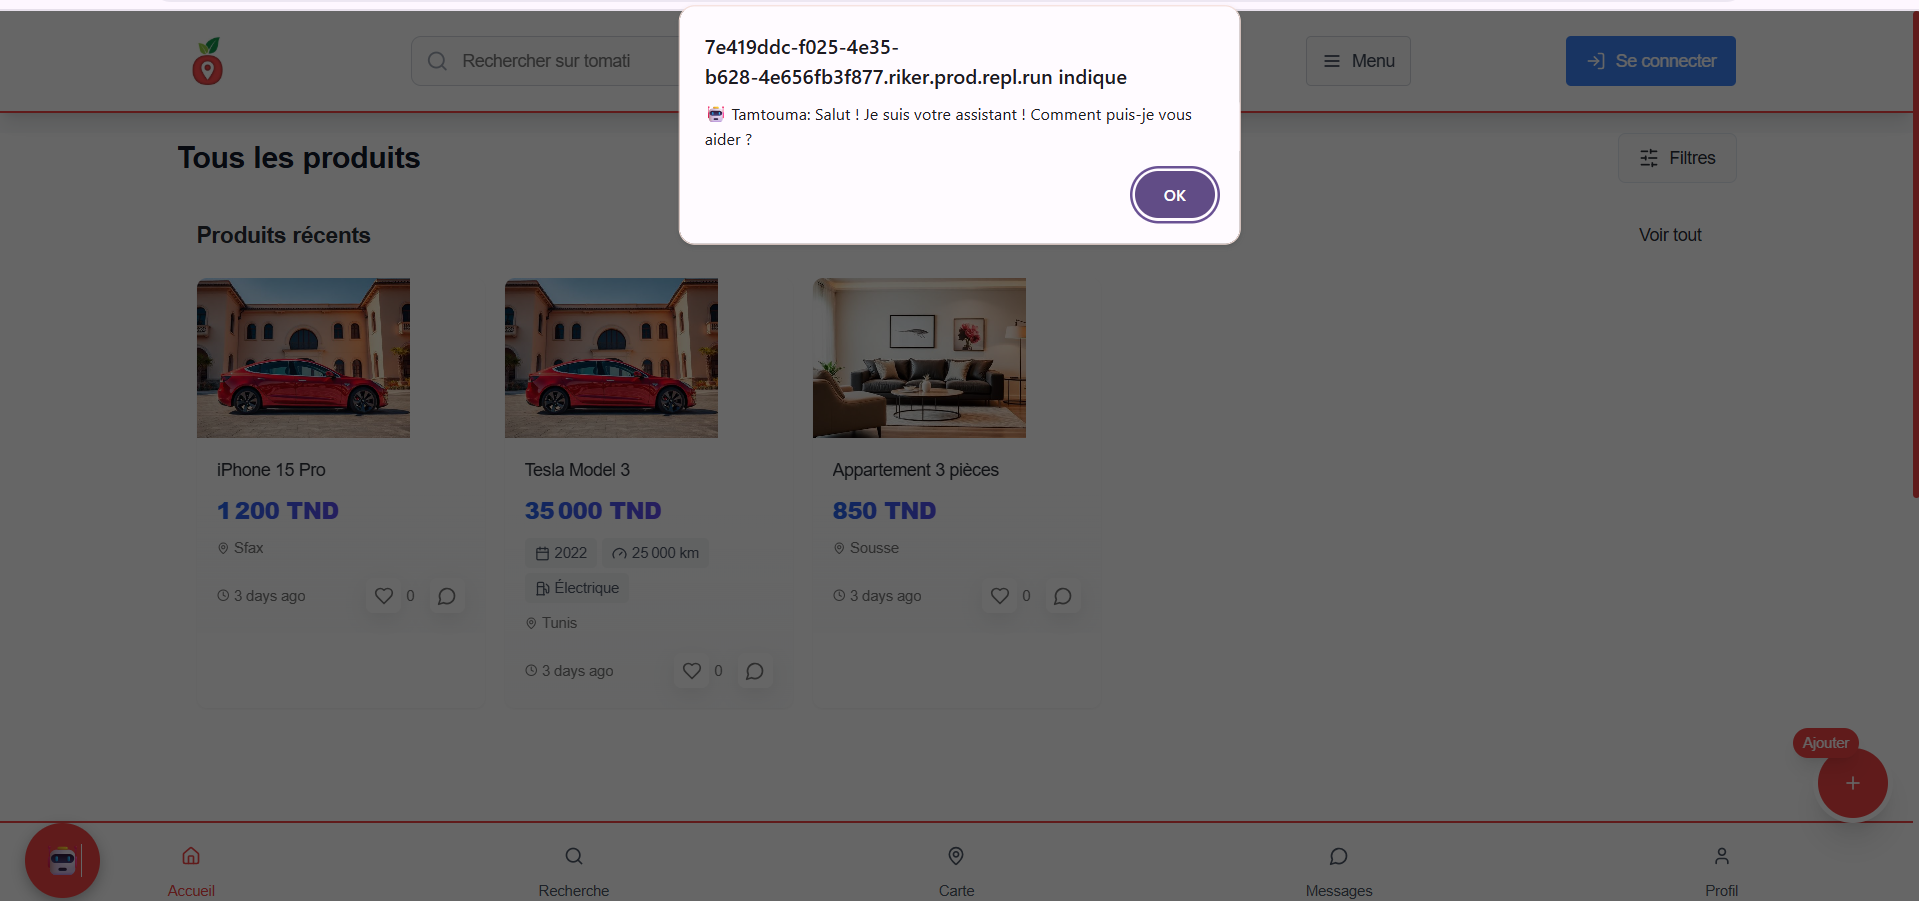 7e419ddc-f025-4e35-
b628-4e656fb3f877.riker.prod.repl.run indique
🤖 Tamtouma: Salut ! Je suis votre assistant ! Comment puis-je vous
aider ?
OK
Rechercher sur tomati
Menu
Se connecter
Tous les produits
Filtres
Produits récents
Voir tout
iPhone 15 Pro
1 200 TND
Sfax
3 days ago
0
Tesla Model 3
35 000 TND
2022
25 000 km
Électrique
Tunis
3 days ago
0
Appartement 3 pièces
850 TND
Sousse
3 days ago
0
Ajouter
+
Accueil
Recherche
Carte
Messages
Profil